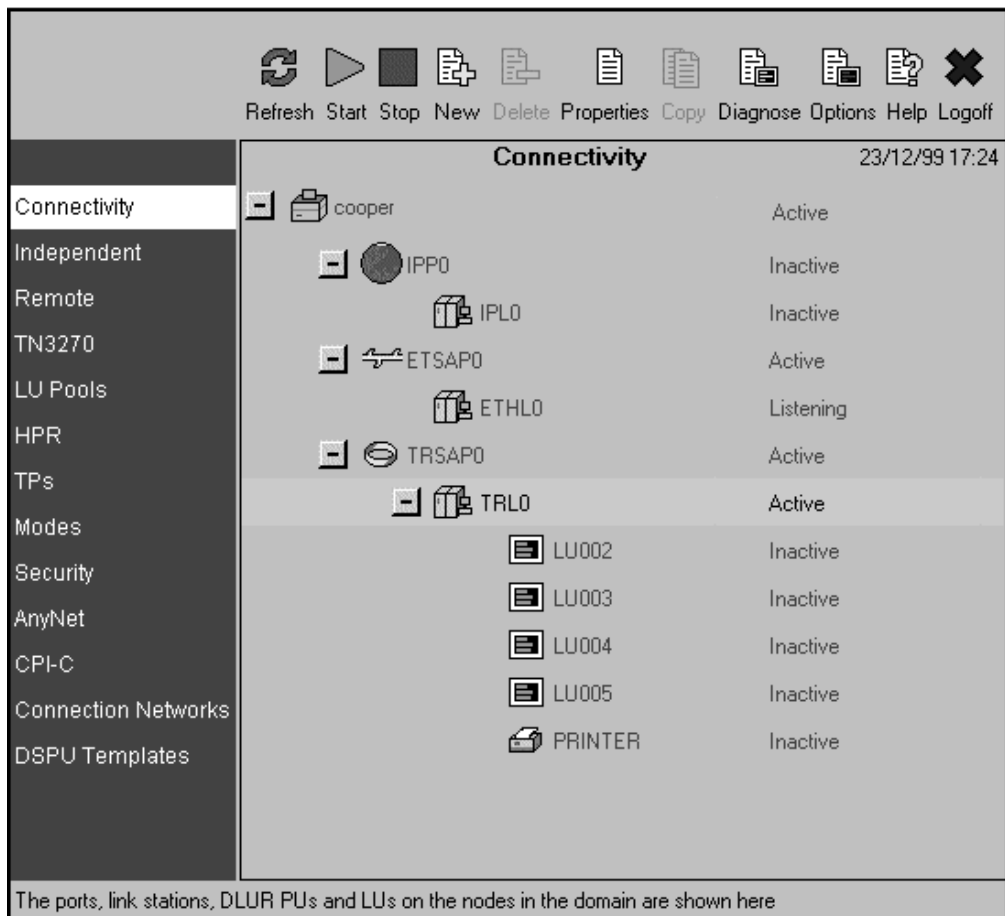 Refresh Start Stop New Delete Properties Copy Diagnose Options Help Logoff
Connectivity 23/12/99 17:24
Connectivity
Independent
Remote
TN3270
LU Pools
HPR
TPs
Modes
Security
AnyNet
CPI-C
Connection Networks
DSPU Templates
cooper Active
IPP0 Inactive
IPL0 Inactive
ETSAP0 Active
ETHL0 Listening
TRSAP0 Active
TRL0 Active
LU002 Inactive
LU003 Inactive
LU004 Inactive
LU005 Inactive
PRINTER Inactive
The ports, link stations, DLUR PUs and LUs on the nodes in the domain are shown here